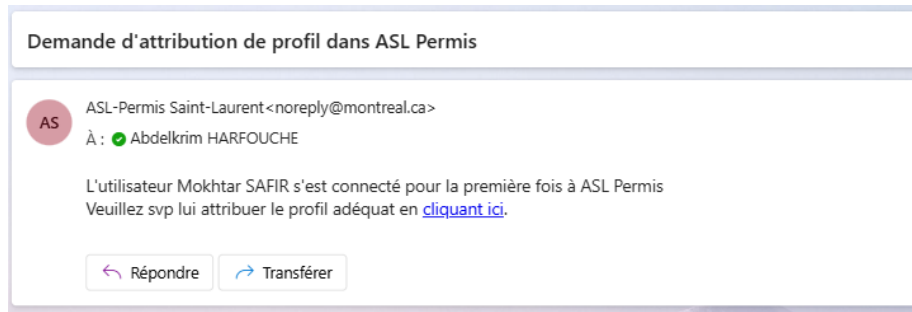 Demande d'attribution de profil dans ASL Permis
AS
ASL-Permis Saint-Laurent<noreply@montreal.ca>
À : Abdelkrim HARFOUCHE
L'utilisateur Mokhtar SAFIR s'est connecté pour la première fois à ASL Permis
Veuillez svp lui attribuer le profil adéquat en cliquant ici.
Répondre
Transférer